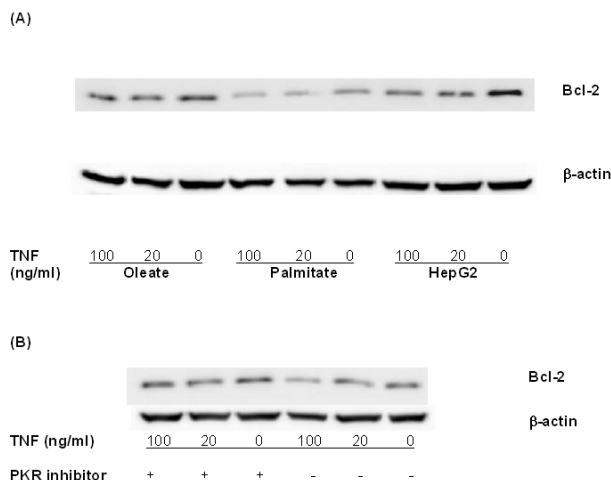 (A)
Bcl-2
β-actin
TNF 100 20 0 100 20 0 100 20 0
(ng/ml) Oleate Palmitate HepG2
(B)
Bcl-2
β-actin
TNF (ng/ml) 100 20 0 100 20 0
PKR inhibitor + + + - - -